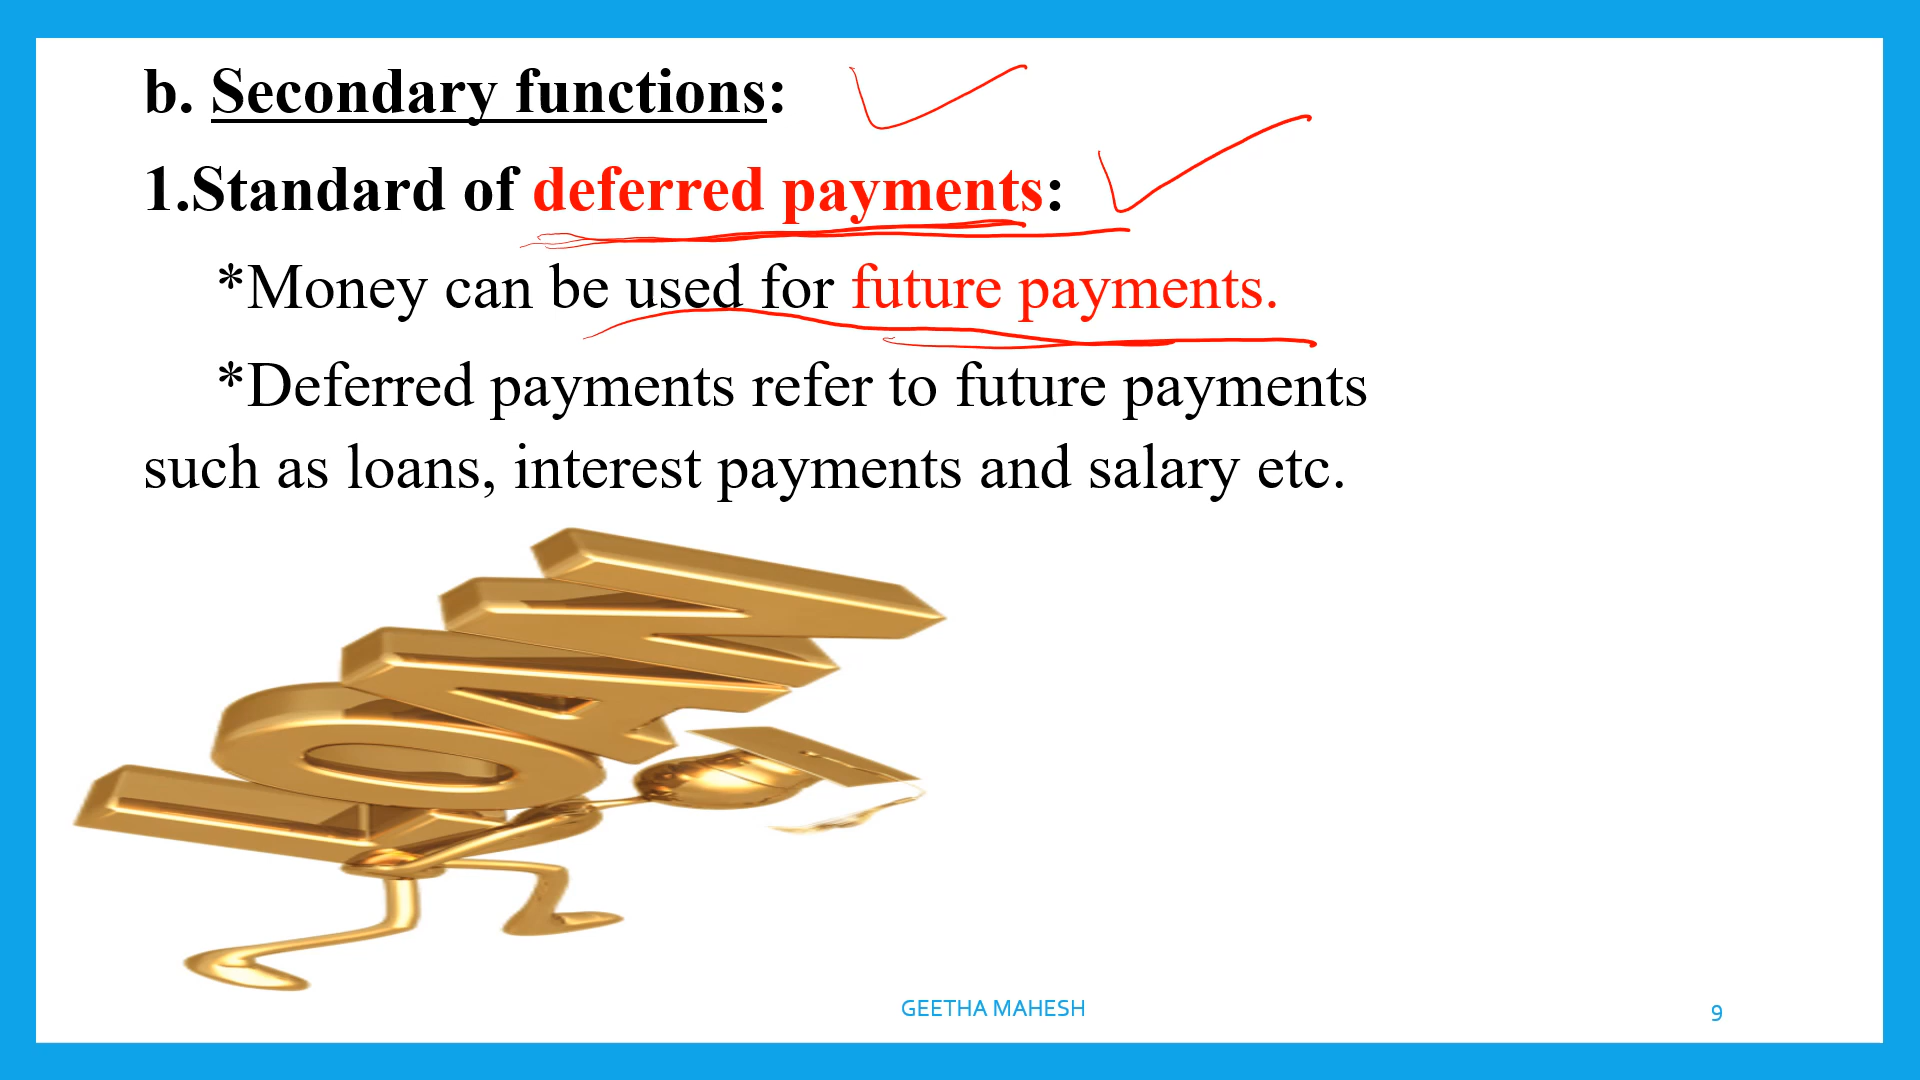 b. Secondary functions:
1.Standard of deferred payments:
*Money can be used for future payments.
*Deferred payments refer to future payments
such as loans, interest payments and salary etc.
LOAN
GEETHA MAHESH
9